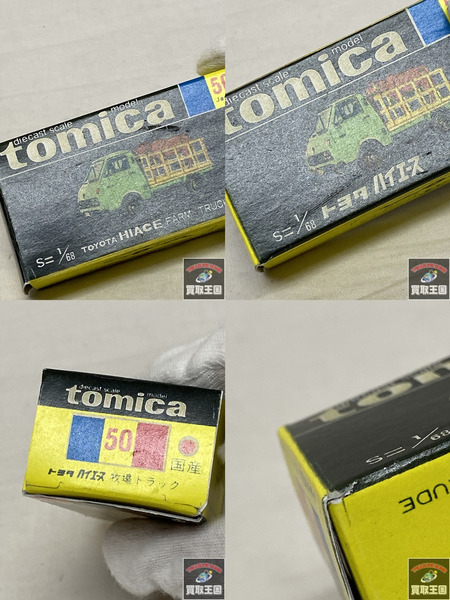 diecast scale model
tomica
50
S=1/68 TOYOTA HIACE FARM TRUC
買取王国
diecast scale model
tomica
S=1/68 トヨタ ハイエース
買取王国
diecast scale model
tomica
50
国産
トヨタ ハイエース 牧場トラック
買取王国
tom
S=1/68
UDE
買取王国